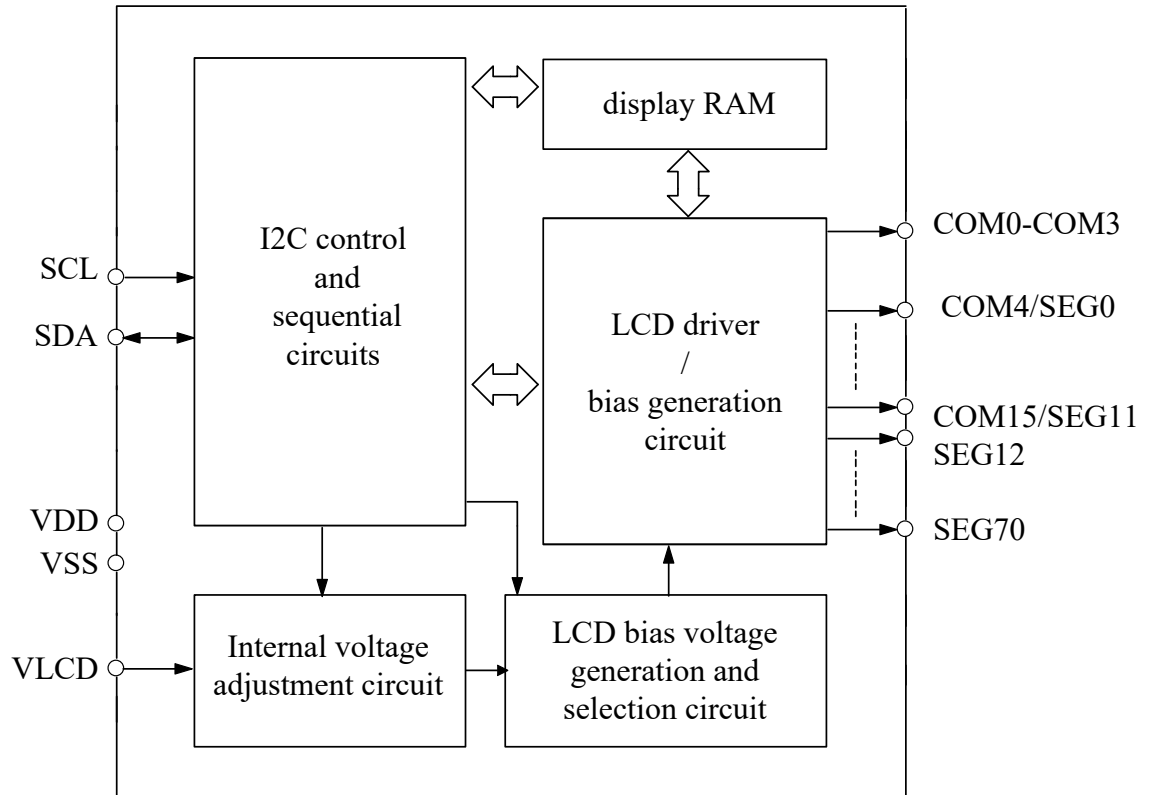 display RAM
I2C control
and
sequential
circuits
SCL
SDA
LCD driver
/
bias generation
circuit
COM0-COM3
COM4/SEG0
COM15/SEG11
SEG12
SEG70
VDD
VSS
VLCD
Internal voltage
adjustment circuit
LCD bias voltage
generation and
selection circuit